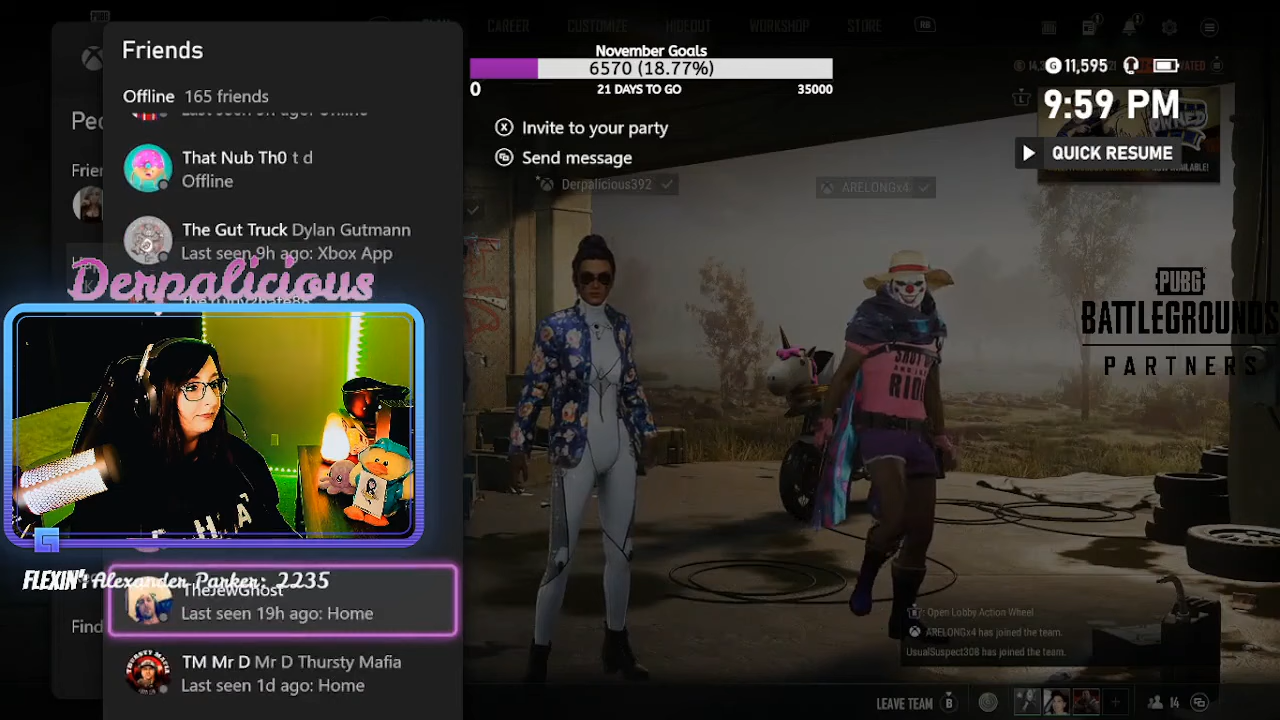 CAREER CUSTOMIZE HIDEOUT WORKSHOP STORE RB
Friends
Offline 165 friends
That Nub Th0 t d
Offline
The Gut Truck Dylan Gutmann
Last seen 9h ago: Xbox App
Derpalicious
FLEXIN': Alexander Parker: 2235
TheJewGhost
Last seen 19h ago: Home
TM Mr D Mr D Thursty Mafia
Last seen 1d ago: Home
Find
November Goals
6570 (18.77%)
0 21 DAYS TO GO 35000
Invite to your party
Send message
Derpalicious392
ARELONGx4
G 11,595
9:59 PM
QUICK RESUME
PUBG
BATTLEGROUNDS
PARTNERS
Open Lobby Action Wheel
ARELONGx4 has joined the team.
UsualSuspect308 has joined the team.
LEAVE TEAM B
14